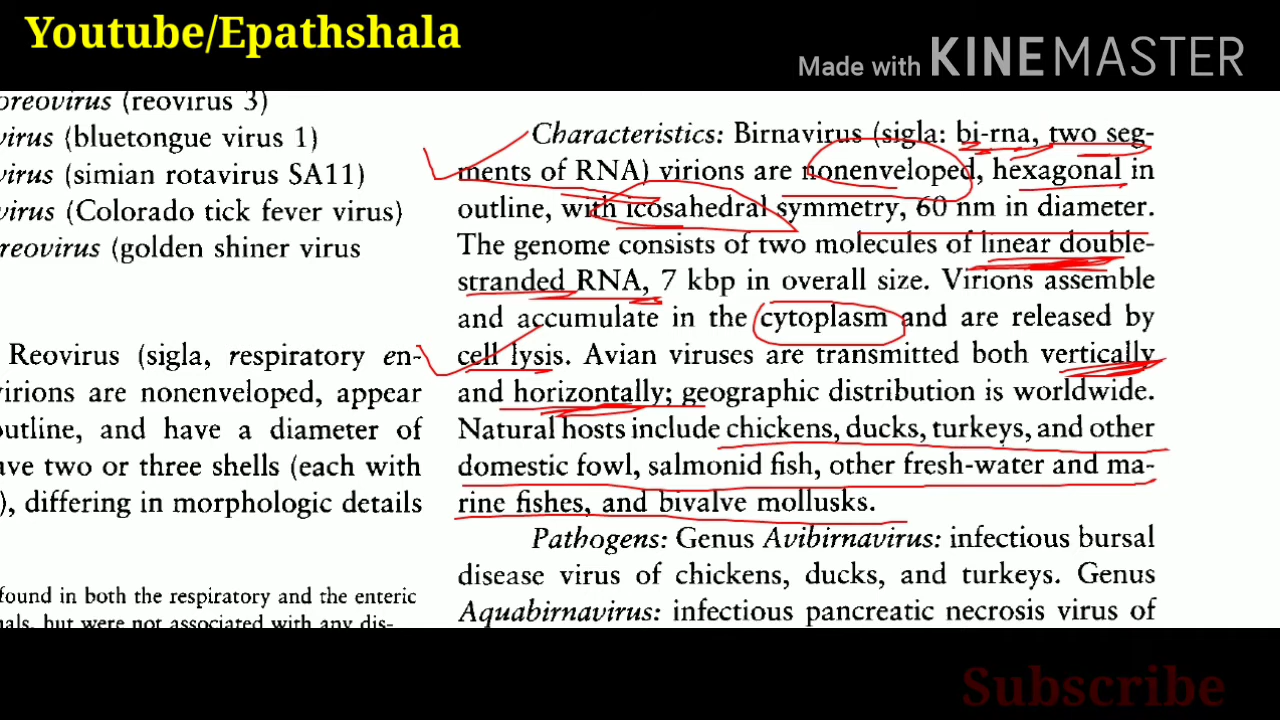 Youtube/Epathshala
Made with KINEMASTER
oreovirus (reovirus 3)
virus (bluetongue virus 1)
virus (simian rotavirus SA11)
virus (Colorado tick fever virus)
reovirus (golden shiner virus
Reovirus (sigla, respiratory en-
virions are nonenveloped, appear
outline, and have a diameter of
ave two or three shells (each with
), differing in morphologic details
found in both the respiratory and the enteric
nals, but were not associated with any dis-
Characteristics: Birnavirus (sigla: bi-rna, two seg-
ments of RNA) virions are nonenveloped, hexagonal in
outline, with icosahedral symmetry, 60 nm in diameter.
The genome consists of two molecules of linear double-
stranded RNA, 7 kbp in overall size. Virions assemble
and accumulate in the cytoplasm and are released by
cell lysis. Avian viruses are transmitted both vertically
and horizontally; geographic distribution is worldwide.
Natural hosts include chickens, ducks, turkeys, and other
domestic fowl, salmonid fish, other fresh-water and ma-
rine fishes, and bivalve mollusks.
Pathogens: Genus Avibirnavirus: infectious bursal
disease virus of chickens, ducks, and turkeys. Genus
Aquabirnavirus: infectious pancreatic necrosis virus of
Subscribe